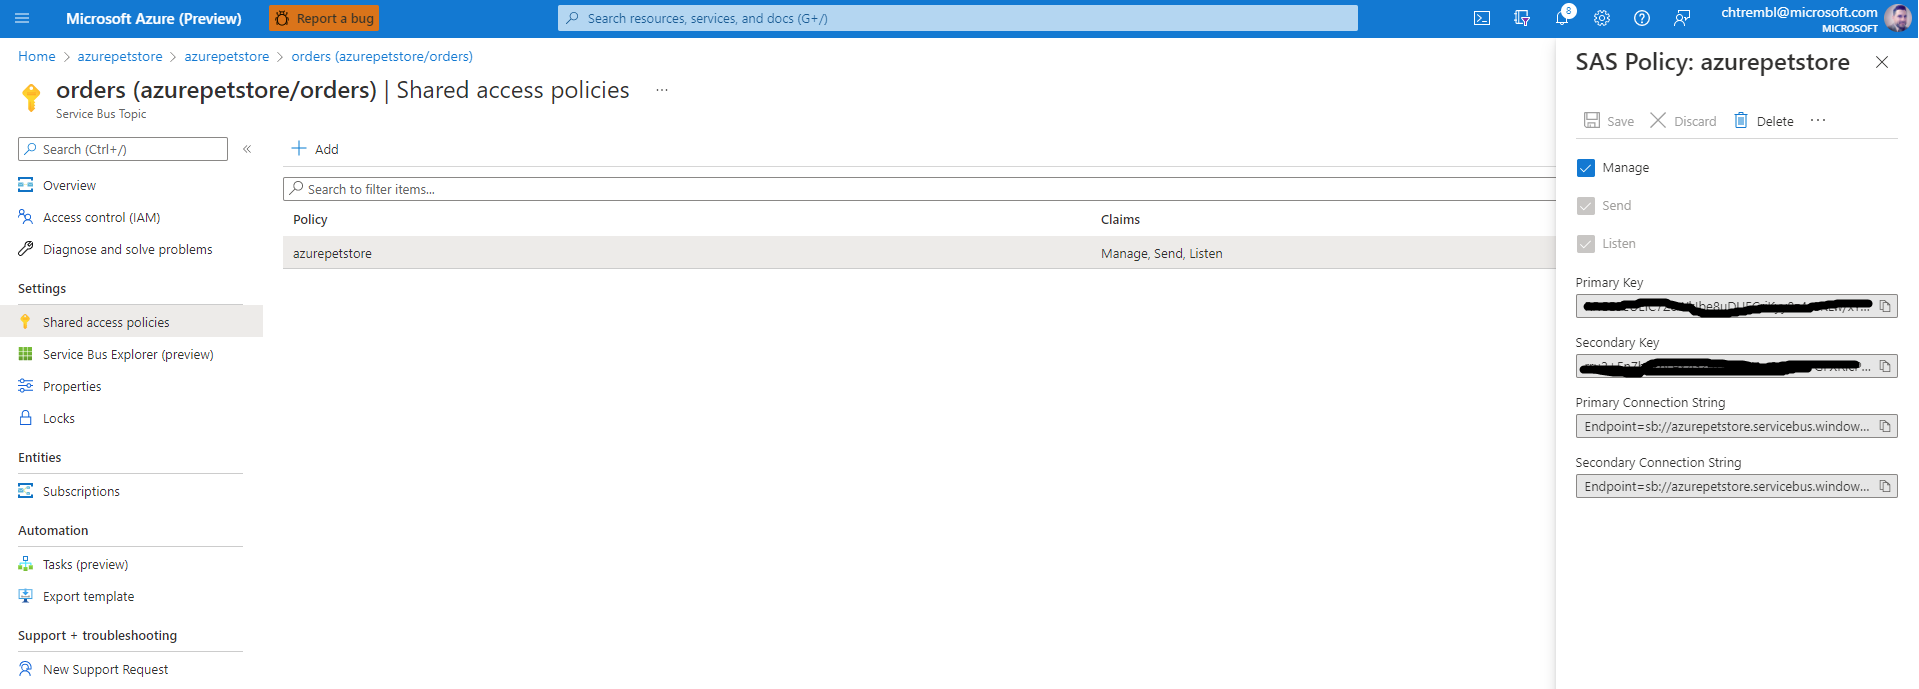 Microsoft Azure (Preview)
Report a bug
Search resources, services, and docs (G+/)
8
chtrembl@microsoft.com
MICROSOFT
Home > azurepetstore > azurepetstore > orders (azurepetstore/orders)
orders (azurepetstore/orders) | Shared access policies ...
Service Bus Topic
Search (Ctrl+/)
«
Overview
Access control (IAM)
Diagnose and solve problems
Settings
Shared access policies
Service Bus Explorer (preview)
Properties
Locks
Entities
Subscriptions
Automation
Tasks (preview)
Export template
Support + troubleshooting
New Support Request
Add
Search to filter items...
Policy Claims
azurepetstore Manage, Send, Listen
SAS Policy: azurepetstore
Save Discard Delete ...
Manage
Send
Listen
Primary Key
Secondary Key
Primary Connection String
Endpoint=sb://azurepetstore.servicebus.window...
Secondary Connection String
Endpoint=sb://azurepetstore.servicebus.window...